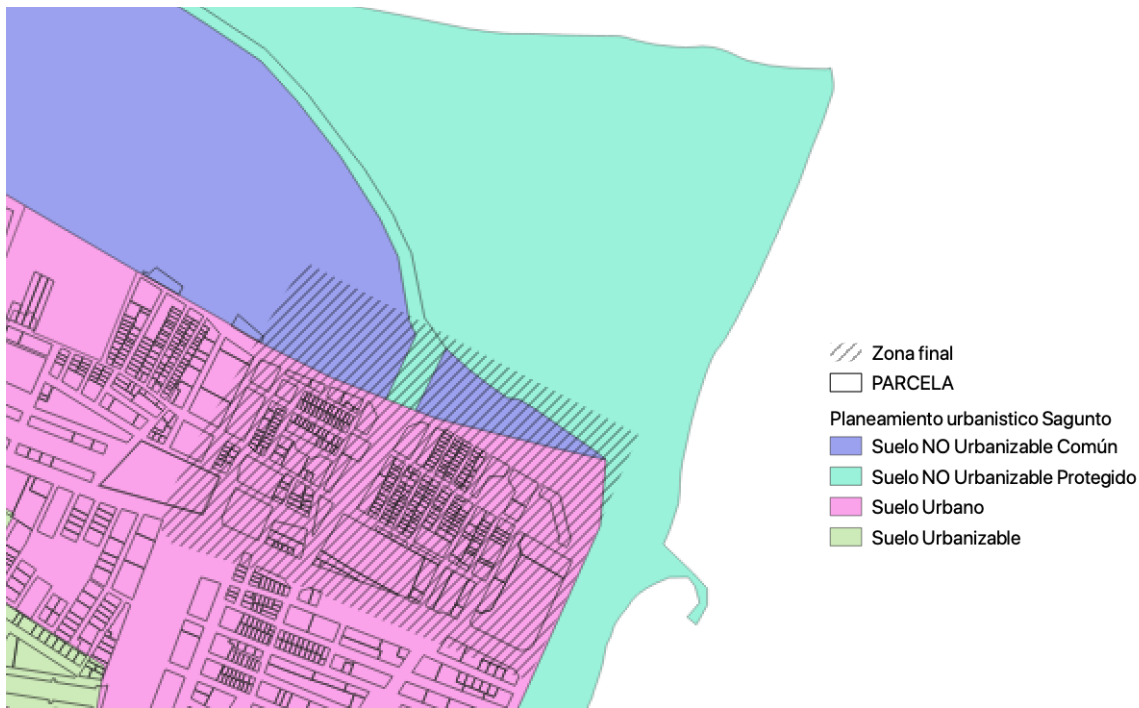 Zona final
PARCELA
Planeamiento urbanistico Sagunto
Suelo NO Urbanizable Común
Suelo NO Urbanizable Protegido
Suelo Urbano
Suelo Urbanizable